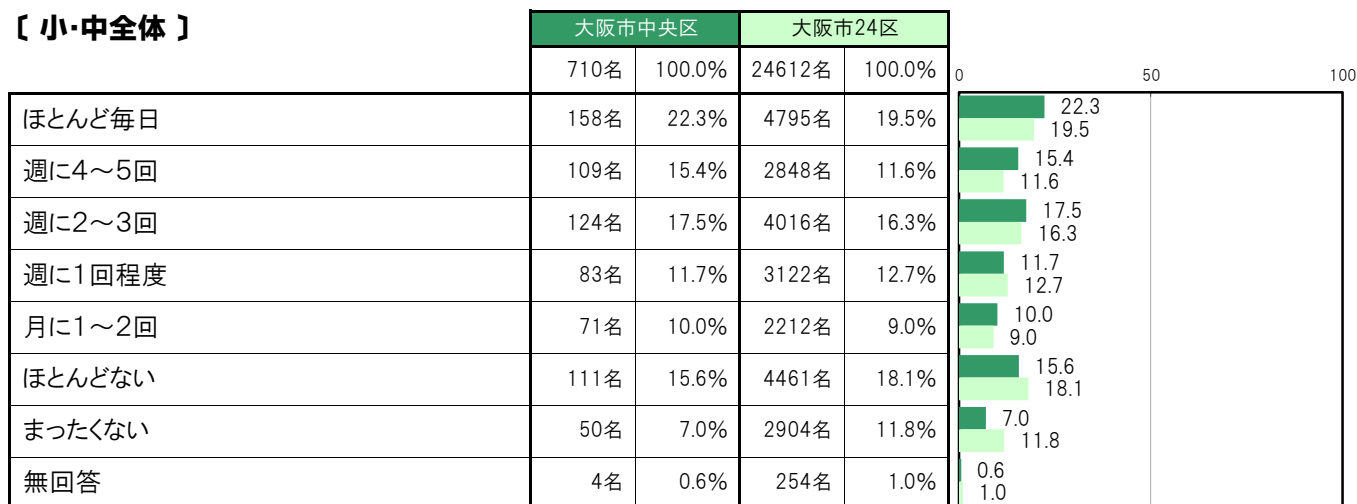 〔 小・中全体 〕
大阪市中央区 大阪市24区
710名 100.0% 24612名 100.0%
0 50 100
ほとんど毎日 158名 22.3% 4795名 19.5% 22.3
19.5
週に4～5回 109名 15.4% 2848名 11.6% 15.4
11.6
週に2～3回 124名 17.5% 4016名 16.3% 17.5
16.3
週に1回程度 83名 11.7% 3122名 12.7% 11.7
12.7
月に1～2回 71名 10.0% 2212名 9.0% 10.0
9.0
ほとんどない 111名 15.6% 4461名 18.1% 15.6
18.1
まったくない 50名 7.0% 2904名 11.8% 7.0
11.8
無回答 4名 0.6% 254名 1.0% 0.6
1.0